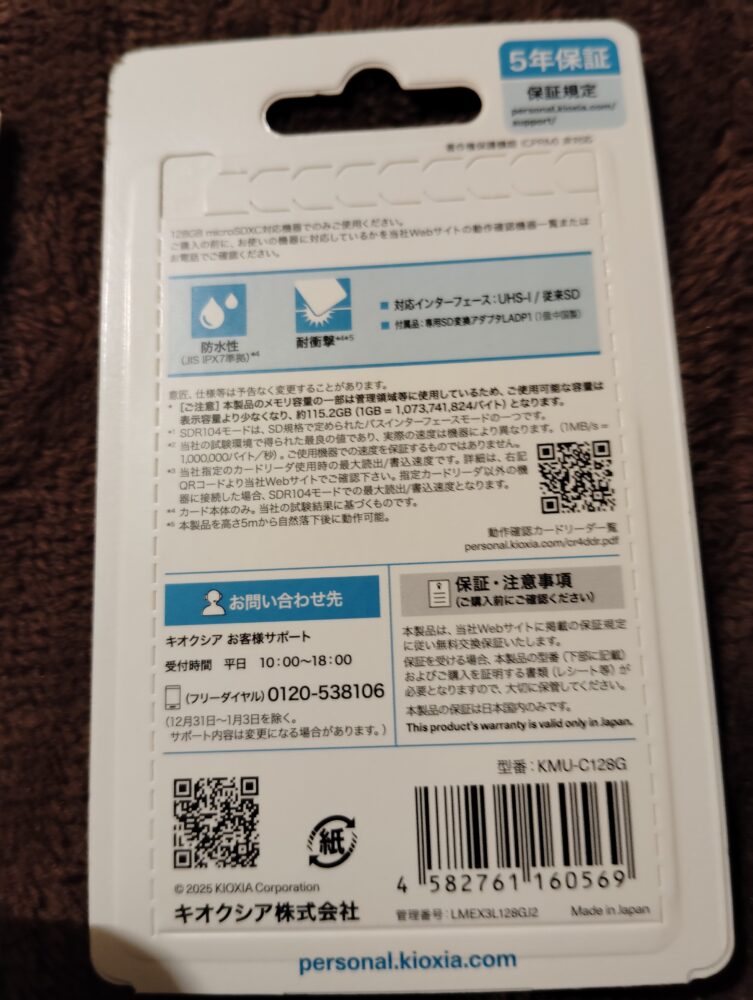 5年保証
保証規定
personal.kioxia.com/
support/
著作権保護機能 (CPRM) 非対応
128GB microSDXC対応機器でのみご使用ください。
ご購入の前に、お使いの機器に対応しているかを当社Webサイトの動作確認機器一覧または
お電話でご確認ください。
防水性
(JIS IPX7準拠)*4
耐衝撃*4*5
■ 対応インターフェース：UHS-I / 従来SD
■ 付属品：専用SD変換アダプタLADP1 (1個中国製)
意匠、仕様等は予告なく変更することがあります。
* [ご注意] 本製品のメモリ容量の一部は管理領域等に使用しているため、ご使用可能な容量は
表示容量より少なくなり、約115.2GB (1GB = 1,073,741,824バイト) となります。
*1 SDR104モードは、SD規格で定められたバスインターフェースモードの一つです。
*2 当社の試験環境で得られた最良の値であり、実際の速度は機器により異なります。(1MB/s =
1,000,000バイト／秒)。ご使用機器での速度を保証するものではありません。
*3 当社指定のカードリーダ使用時の最大読出/書込速度です。詳細は、右記
QRコードより当社Webサイトでご確認下さい。指定カードリーダ以外の機
器に接続した場合、SDR104モードでの最大読出/書込速度となります。
*4 カード本体のみ。当社の試験結果に基づくものです。
*5 本製品を高さ5mから自然落下後に動作可能。
動作確認カードリーダー一覧
personal.kioxia.com/cr4ddr.pdf
お問い合わせ先
キオクシア お客様サポート
受付時間 平日 10：00～18：00
(フリーダイヤル) 0120-538106
(12月31日～1月3日を除く。
サポート内容は変更になる場合があります。)
保証・注意事項
(ご購入前にご確認ください)
本製品は、当社Webサイトに掲載の保証規定
に従い無料交換保証いたします。
保証を受ける場合、本製品の型番 (下部に記載)
およびご購入を証明する書類 (レシート等) が
必要となりますので、大切に保管してください。
本製品の保証は日本国内のみです。
This product's warranty is valid only in Japan.
型番：KMU-C128G
紙
4 582761 160569
© 2025 KIOXIA Corporation
キオクシア株式会社
管理番号：LMEX3L128GJ2 Made in Japan
personal.kioxia.com